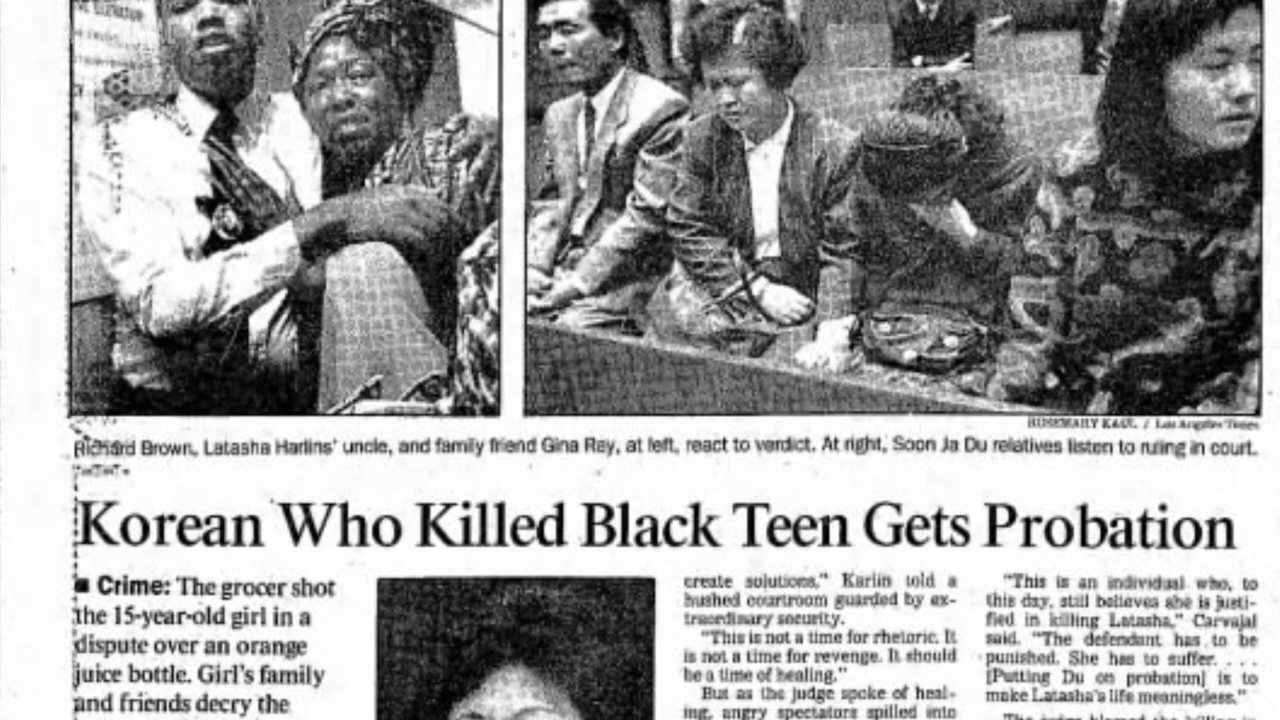 ROSEMARY KAUL / Los Angeles Times
Richard Brown, Latasha Harlins' uncle, and family friend Gina Ray, at left, react to verdict. At right, Soon Ja Du relatives listen to ruling in court.
Korean Who Killed Black Teen Gets Probation
■ Crime: The grocer shot
the 15-year-old girl in a
dispute over an orange
juice bottle. Girl's family
and friends decry the
create solutions," Karlin told a
hushed courtroom guarded by ex-
traordinary security.
"This is not a time for rhetoric. It
is not a time for revenge. It should
be a time of healing."
But as the judge spoke of heal-
ing, angry spectators spilled into
"This is an individual who, to
this day, still believes she is justi-
fied in killing Latasha," Carvajal
said. "The defendant has to be
punished. She has to suffer. . . .
[Putting Du on probation] is to
make Latasha's life meaningless."